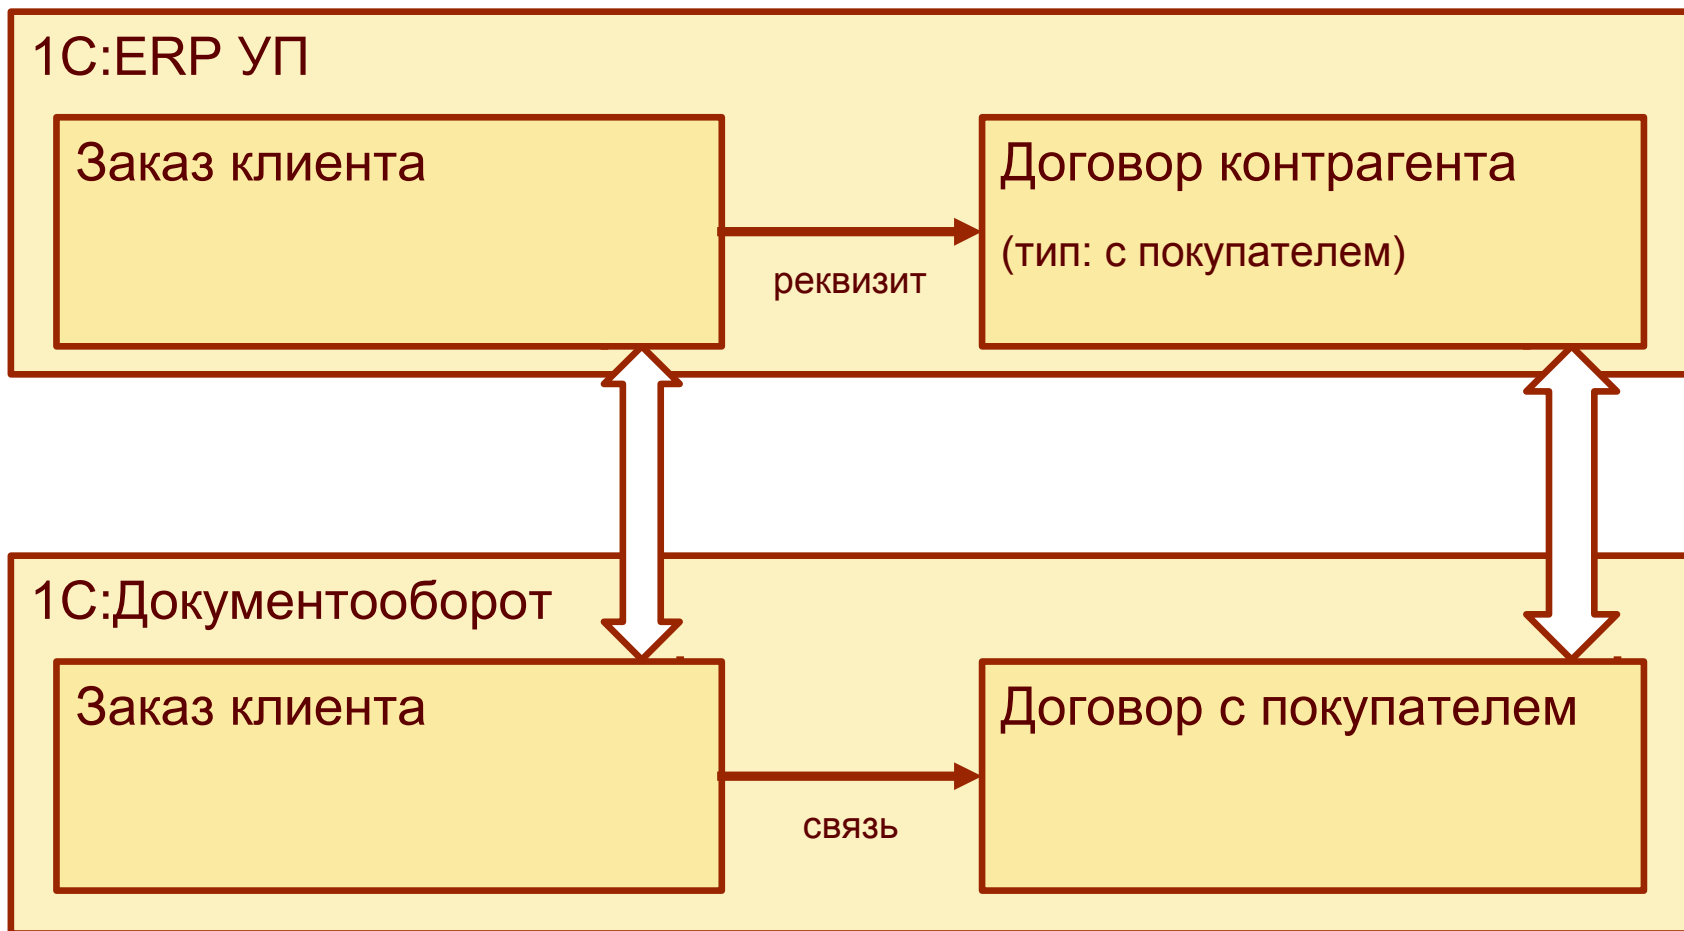 1С:ERP УП
Заказ клиента
Договор контрагента
(тип: с покупателем)
реквизит
1С:Документооборот
Заказ клиента
Договор с покупателем
связь